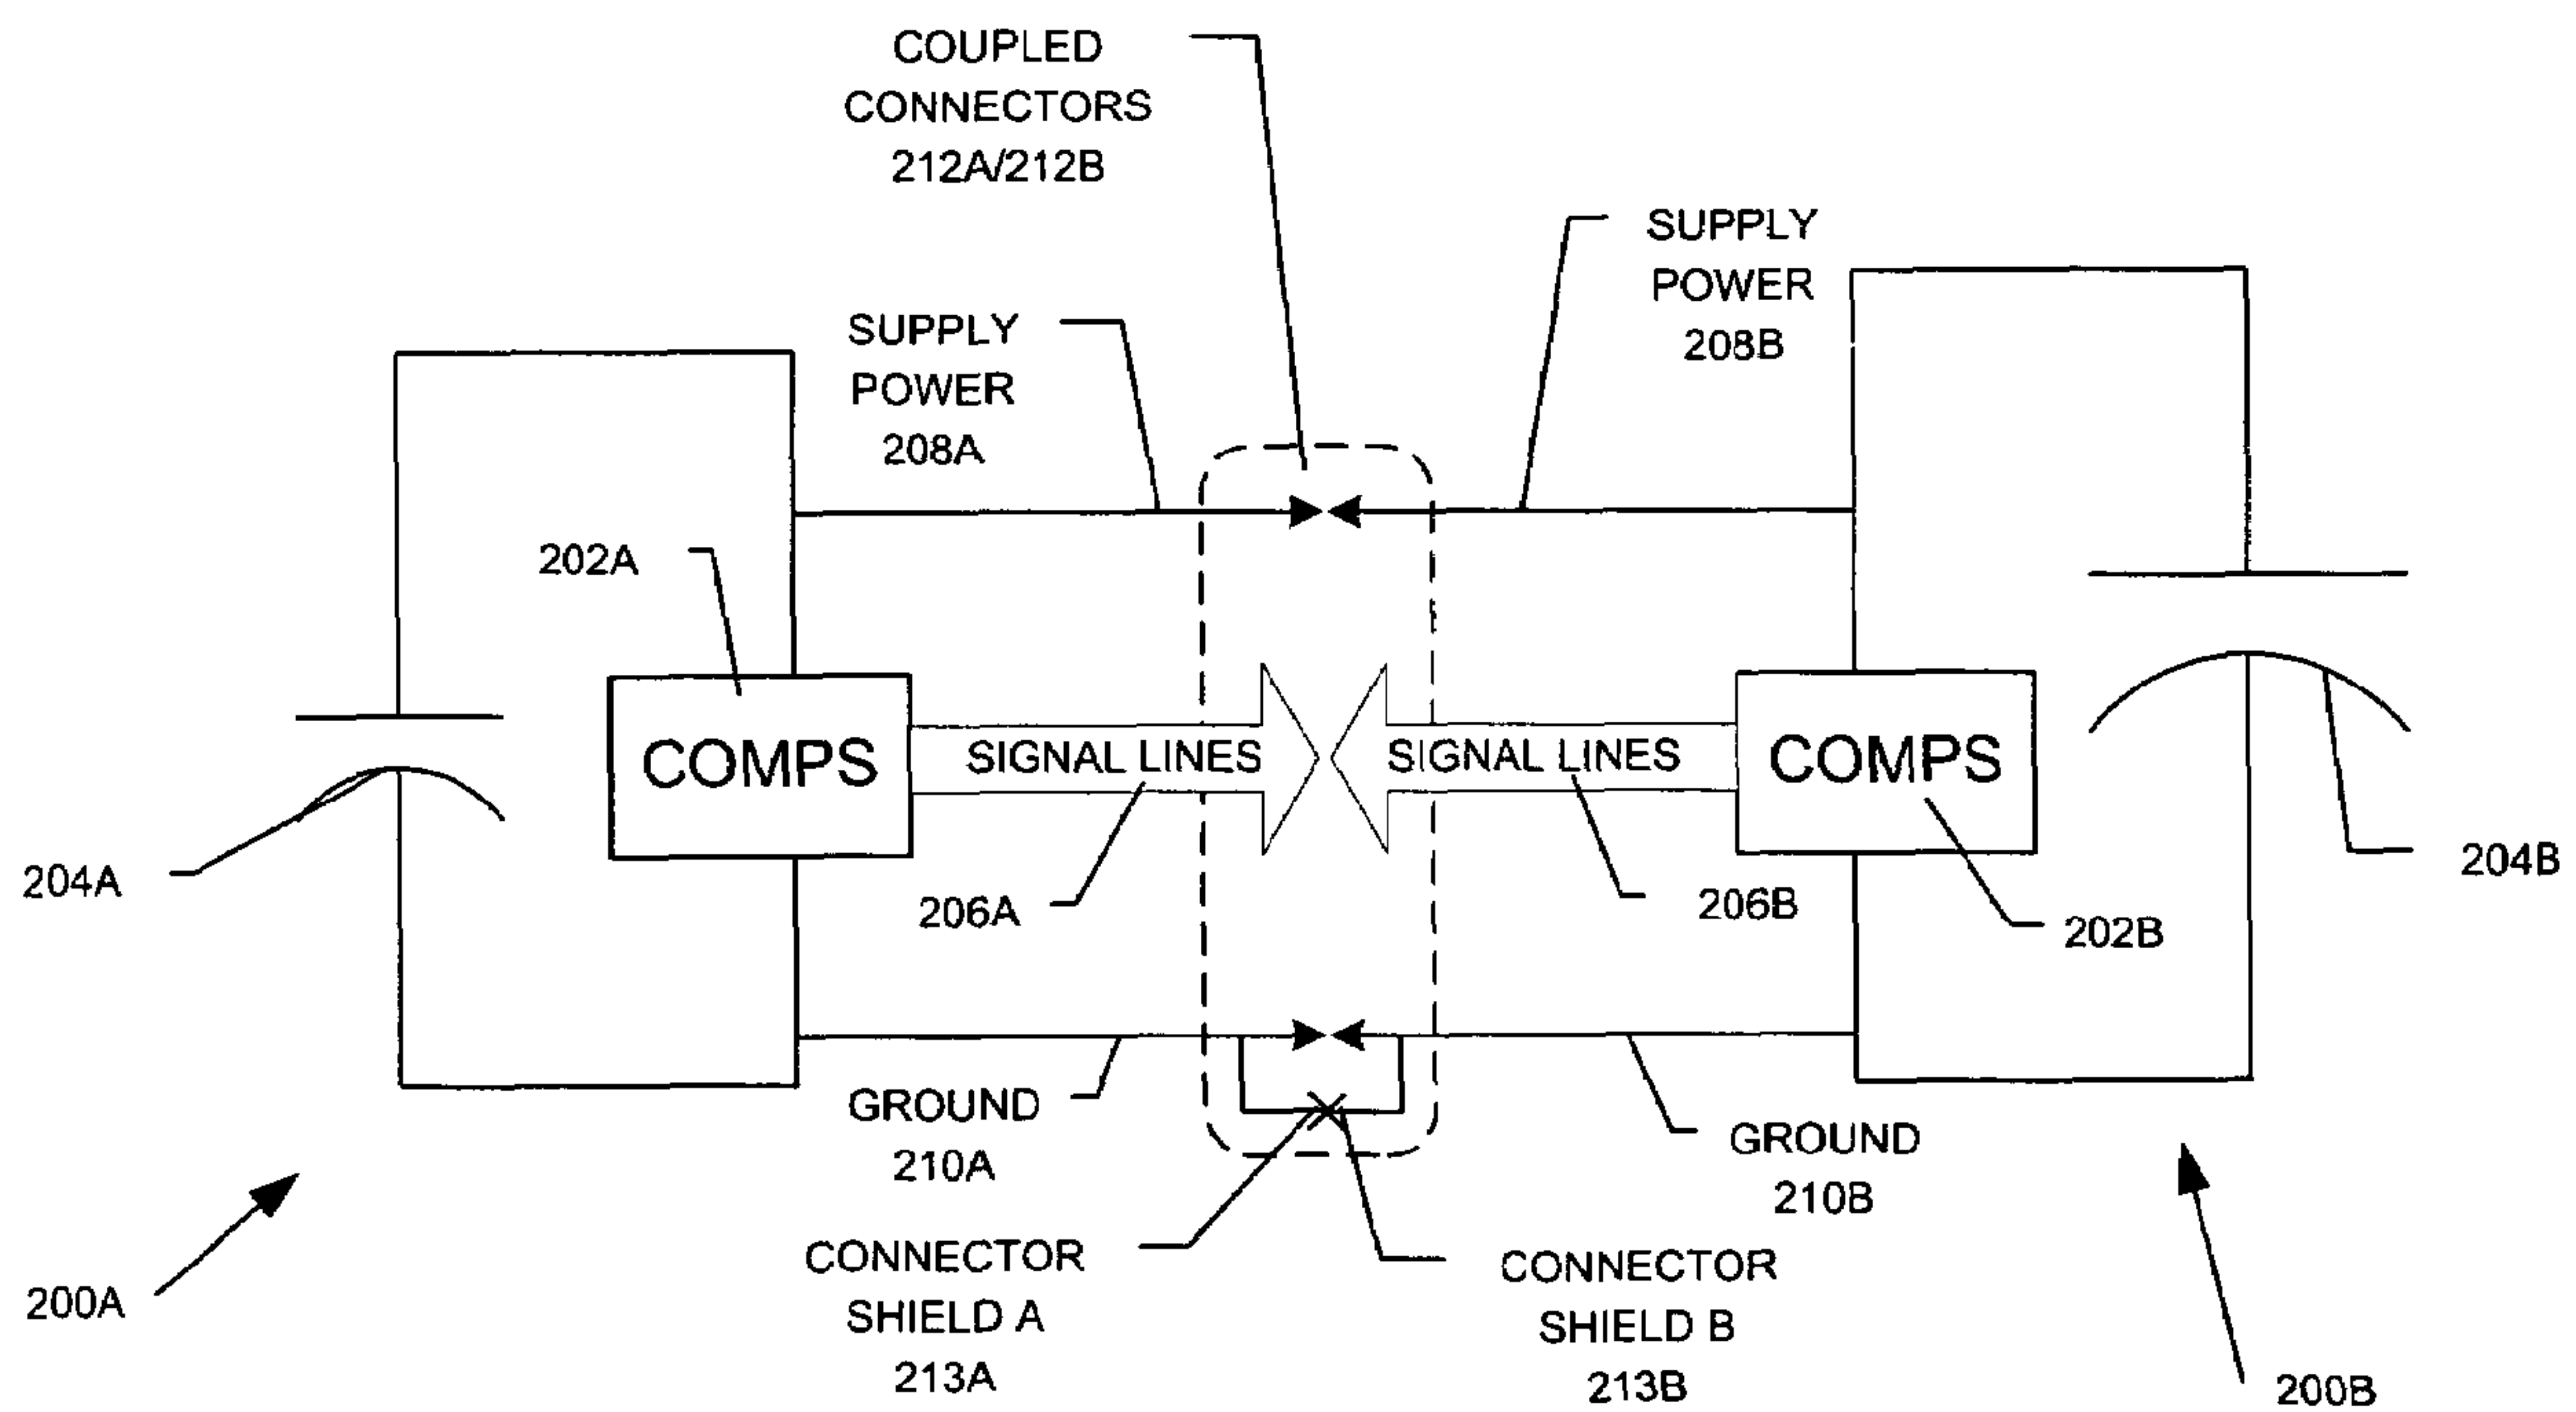 COUPLED
CONNECTORS
212A/212B
SUPPLY
POWER
208B
SUPPLY
POWER
208A
202A
COMPS
SIGNAL LINES
SIGNAL LINES
COMPS
204A
206A
206B
202B
204B
GROUND
210A
GROUND
210B
CONNECTOR
SHIELD A
213A
CONNECTOR
SHIELD B
213B
200A
200B